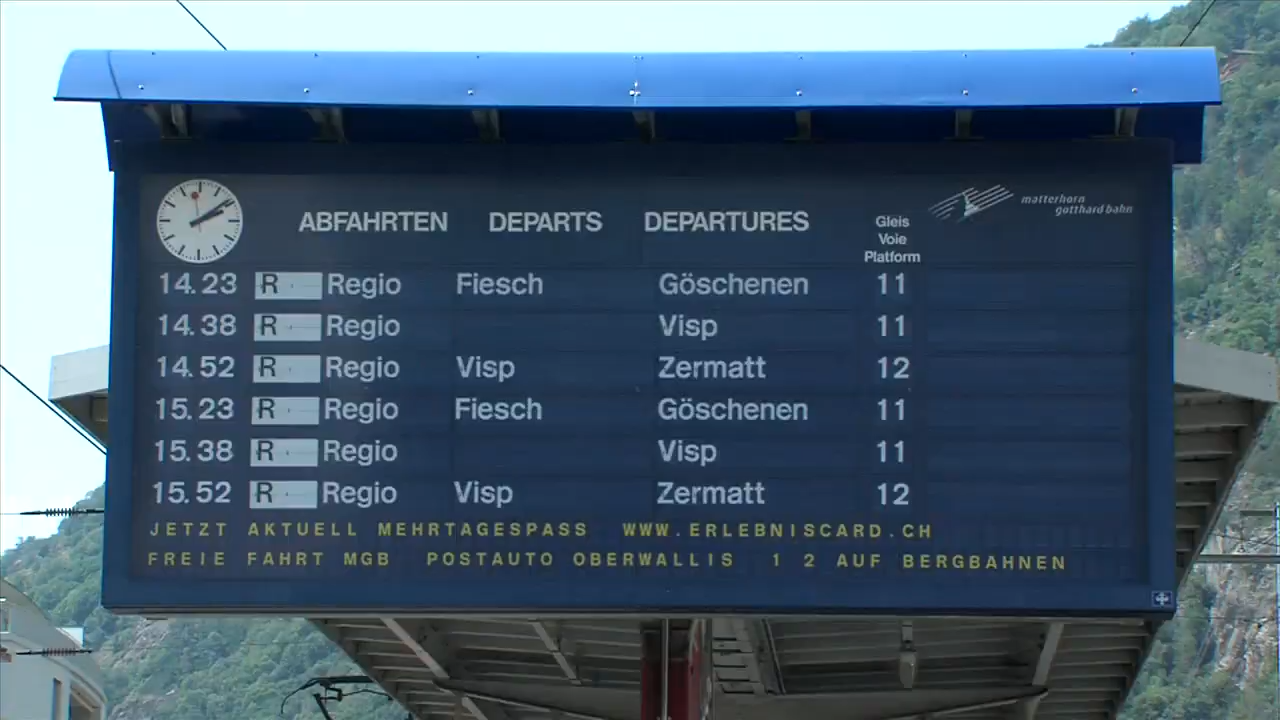 ABFAHRTEN DEPARTS DEPARTURES
Gleis
Voie
Platform
matterhorn
gotthard bahn
14.23 R Regio Fiesch Göschenen 11
14.38 R Regio Visp 11
14.52 R Regio Visp Zermatt 12
15.23 R Regio Fiesch Göschenen 11
15.38 R Regio Visp 11
15.52 R Regio Visp Zermatt 12
JETZT AKTUELL MEHRTAGESPASS WWW.ERLEBNISCARD.CH
FREIE FAHRT MGB POSTAUTO OBERWALLIS 1 2 AUF BERGBAHNEN